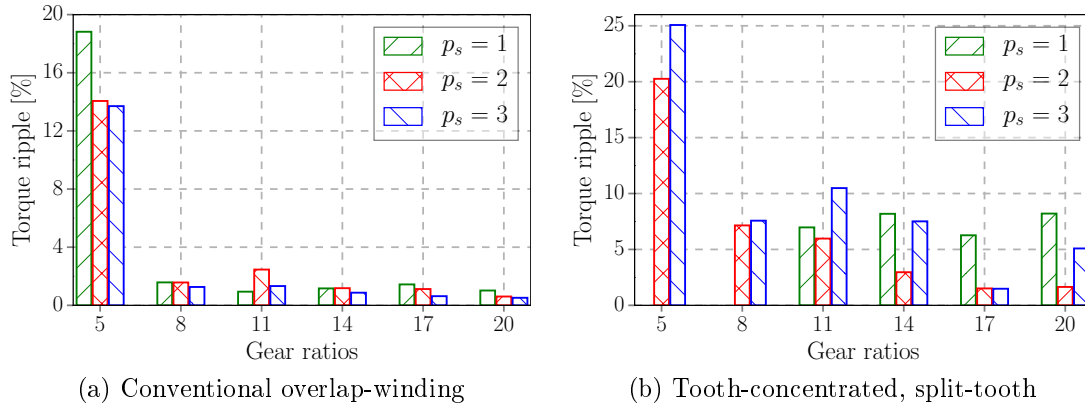 20
16
12
8
4
0
Torque ripple [%]
5 8 11 14 17 20
Gear ratios
p_s = 1
p_s = 2
p_s = 3
(a) Conventional overlap-winding
25
20
15
10
5
0
Torque ripple [%]
5 8 11 14 17 20
Gear ratios
p_s = 1
p_s = 2
p_s = 3
(b) Tooth-concentrated, split-tooth